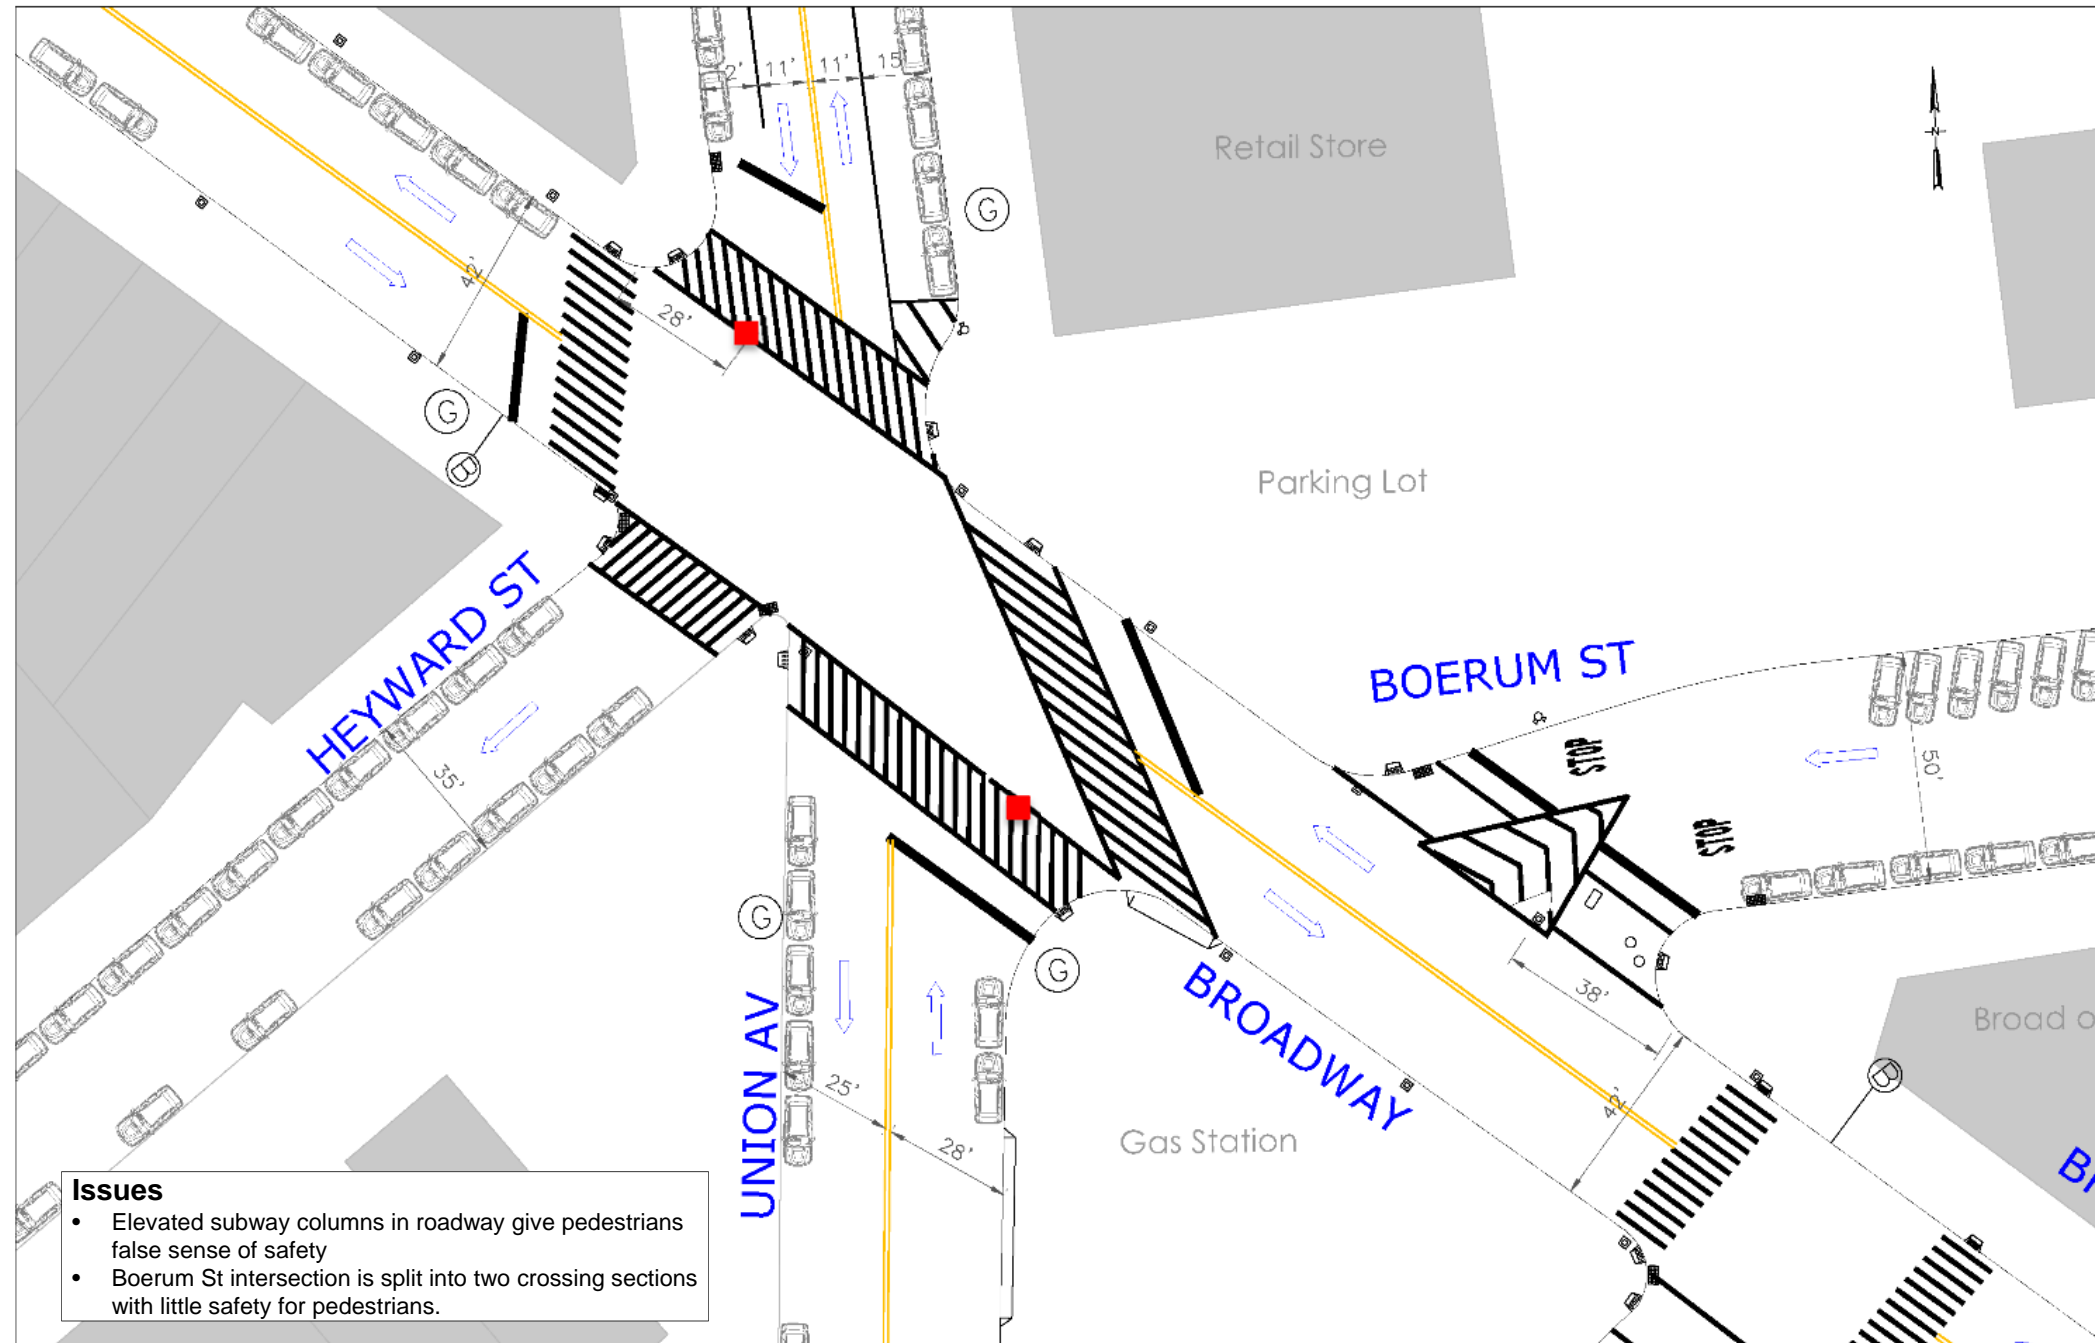 2' 11' 11' 15
N
Retail Store
G
42'
28'
G
B
Parking Lot
HEYWARD ST
BOERUM ST
STOP
50'
35'
STOP
G
G
38'
BROADWAY
Broad o
UNION AV
25'
42'
B
28'
Gas Station
Issues
• Elevated subway columns in roadway give pedestrians
false sense of safety
• Boerum St intersection is split into two crossing sections
with little safety for pedestrians.